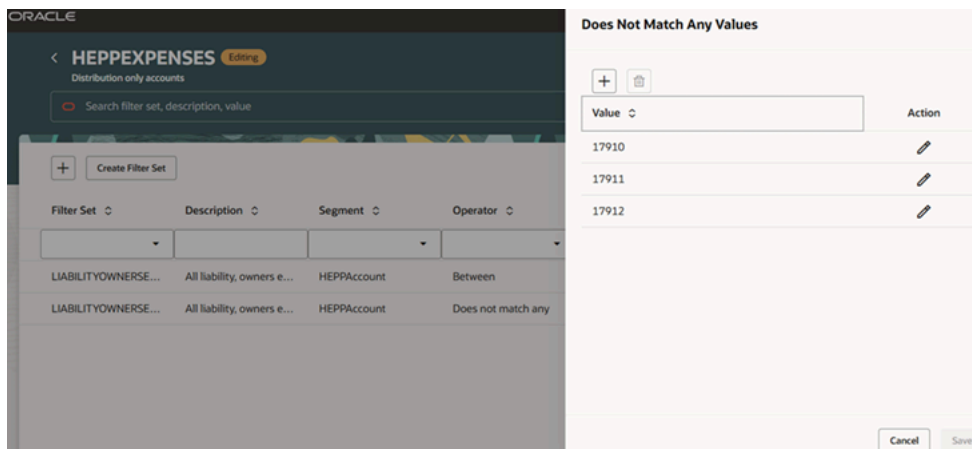 ORACLE
HEPPEXPENSES Editing
Distribution only accounts
Search filter set, description, value
Create Filter Set
Filter Set Description Segment Operator
LIABILITYOWNERSE... All liability, owners e... HEPPAccount Between
LIABILITYOWNERSE... All liability, owners e... HEPPAccount Does not match any
Does Not Match Any Values
Value Action
17910
17911
17912
Cancel Save